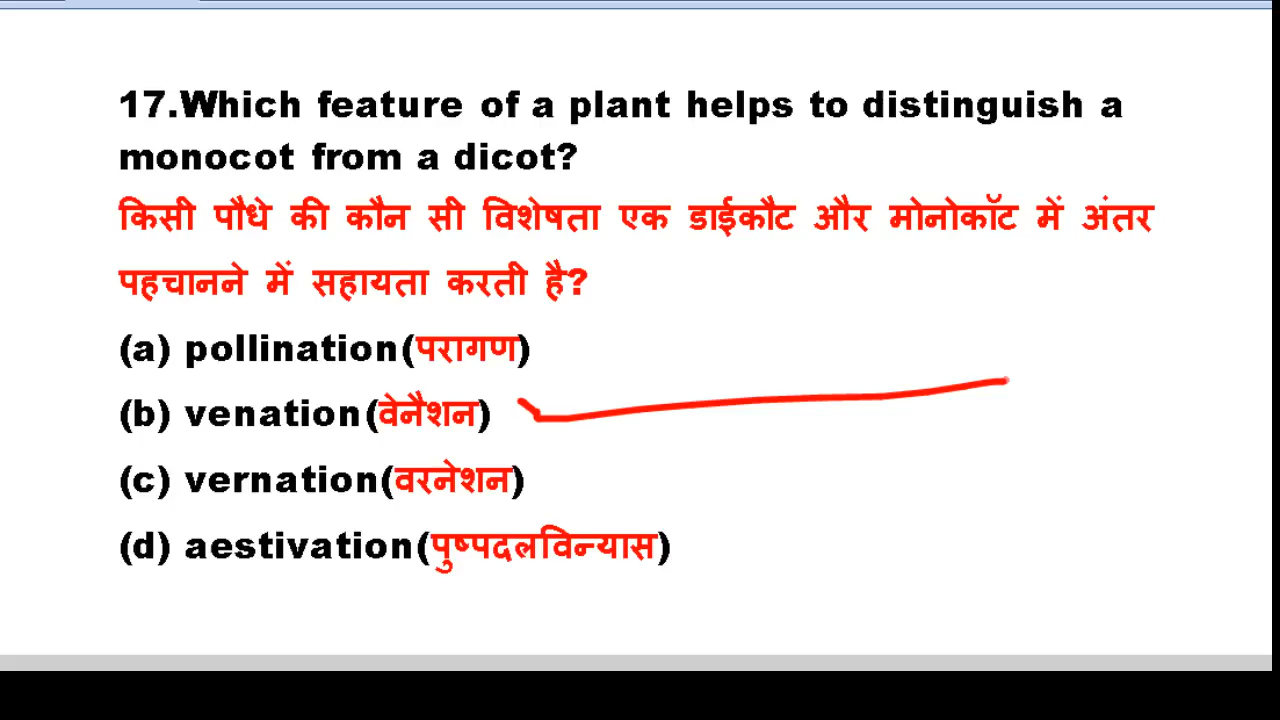 17.Which feature of a plant helps to distinguish a
monocot from a dicot?
किसी पौधे की कौन सी विशेषता एक डाईकौट और मोनोकॉट में अंतर
पहचानने में सहायता करती है?
(a) pollination(परागण)
(b) venation(वेनैशन)
(c) vernation(वरनेशन)
(d) aestivation(पुष्पदलविन्यास)